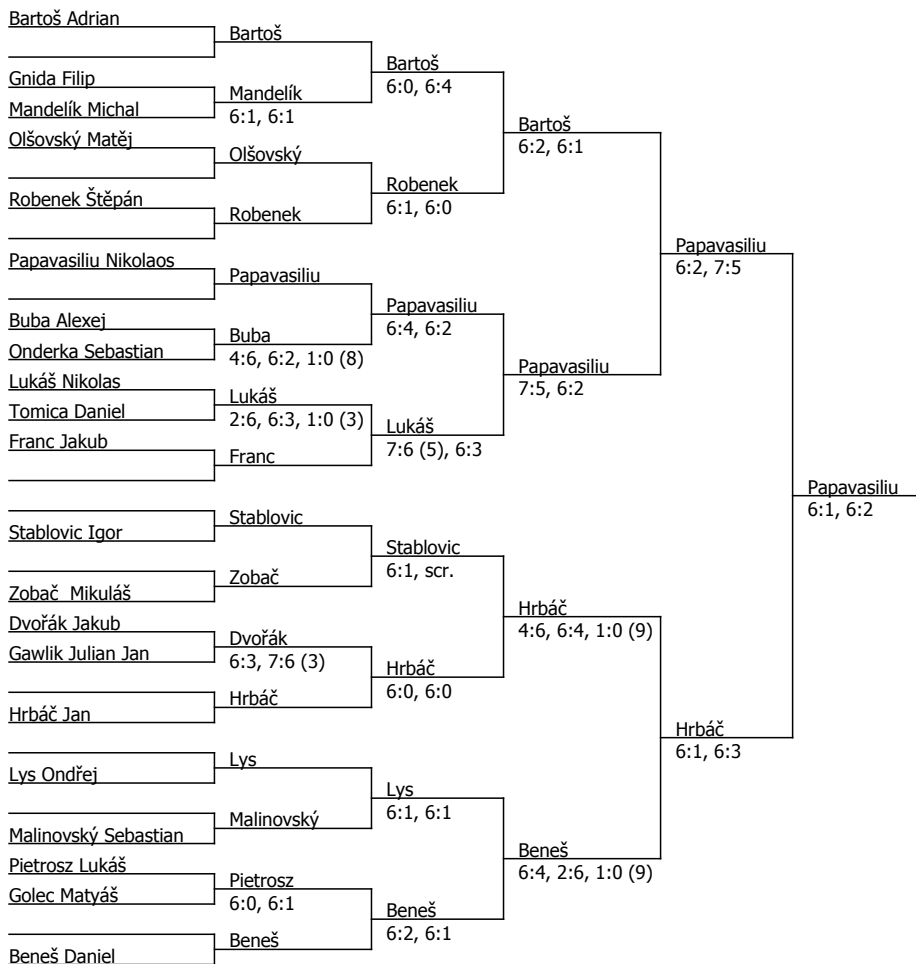 Bartoš Adrian
Gnida Filip
Mandelík Michal
Olšovský Matěj
Robenek Štěpán
Papavasiliu Nikolaos
Buba Alexej
Onderka Sebastian
Lukáš Nikolas
Tomica Daniel
Franc Jakub
Stablovic Igor
Zobač  Mikuláš
Dvořák Jakub
Gawlik Julian Jan
Hrbáč Jan
Lys Ondřej
Malinovský Sebastian
Pietrosz Lukáš
Golec Matyáš
Beneš Daniel
Bartoš
Mandelík
6:1, 6:1
Olšovský
Robenek
Papavasiliu
Buba
4:6, 6:2, 1:0 (8)
Lukáš
2:6, 6:3, 1:0 (3)
Franc
Stablovic
Zobač
Dvořák
6:3, 7:6 (3)
Hrbáč
Lys
Malinovský
Pietrosz
6:0, 6:1
Beneš
Bartoš
6:0, 6:4
Robenek
6:1, 6:0
Papavasiliu
6:4, 6:2
Lukáš
7:6 (5), 6:3
Stablovic
6:1, scr.
Hrbáč
6:0, 6:0
Lys
6:1, 6:1
Beneš
6:2, 6:1
Bartoš
6:2, 6:1
Papavasiliu
7:5, 6:2
Hrbáč
4:6, 6:4, 1:0 (9)
Beneš
6:4, 2:6, 1:0 (9)
Papavasiliu
6:2, 7:5
Hrbáč
6:1, 6:3
Papavasiliu
6:1, 6:2